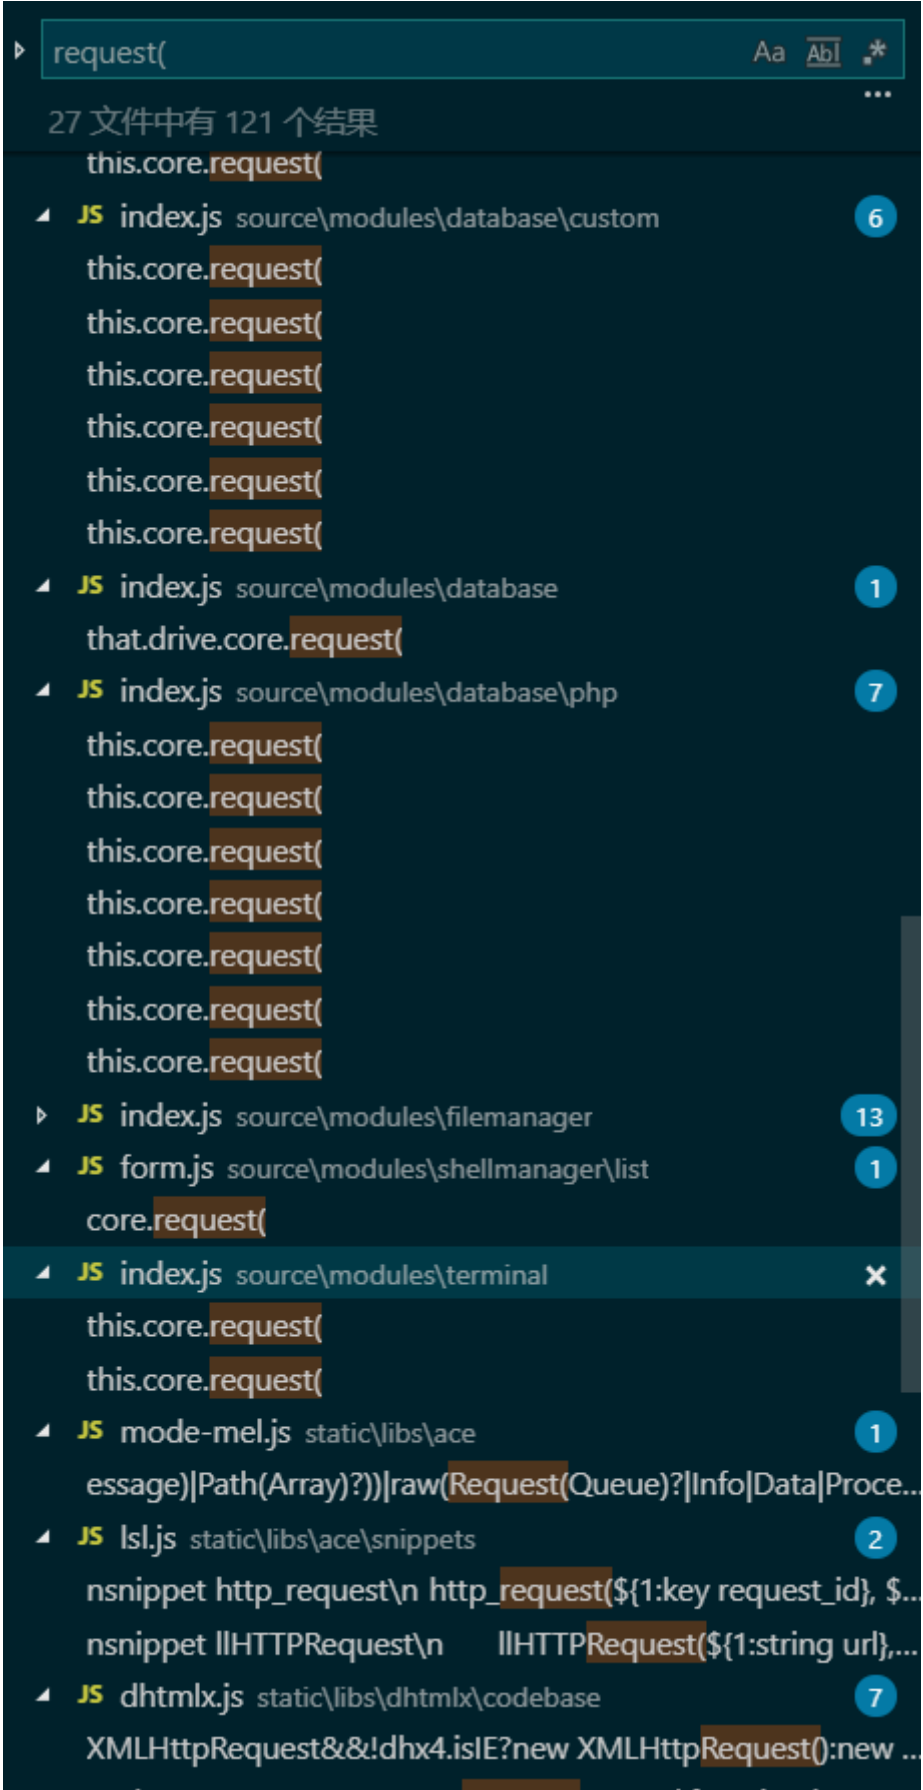 request( Aa Abl .*
...
27 文件中有 121 个结果
this.core.request(
JS index.js source\modules\database\custom 6
this.core.request(
this.core.request(
this.core.request(
this.core.request(
this.core.request(
this.core.request(
JS index.js source\modules\database 1
that.drive.core.request(
JS index.js source\modules\database\php 7
this.core.request(
this.core.request(
this.core.request(
this.core.request(
this.core.request(
this.core.request(
this.core.request(
JS index.js source\modules\filemanager 13
JS form.js source\modules\shellmanager\list 1
core.request(
JS index.js source\modules\terminal
this.core.request(
this.core.request(
JS mode-mel.js static\libs\ace 1
essage)|Path(Array)?))|raw(Request(Queue)?|Info|Data|Proce...
JS lsl.js static\libs\ace\snippets 2
nsnippet http_request\n http_request(${1:key request_id}, $...
nsnippet llHTTPRequest\n llHTTPRequest(${1:string url},...
JS dhtmlx.js static\libs\dhtmlx\codebase 7
XMLHttpRequest&&!dhx4.isIE?new XMLHttpRequest():new ...